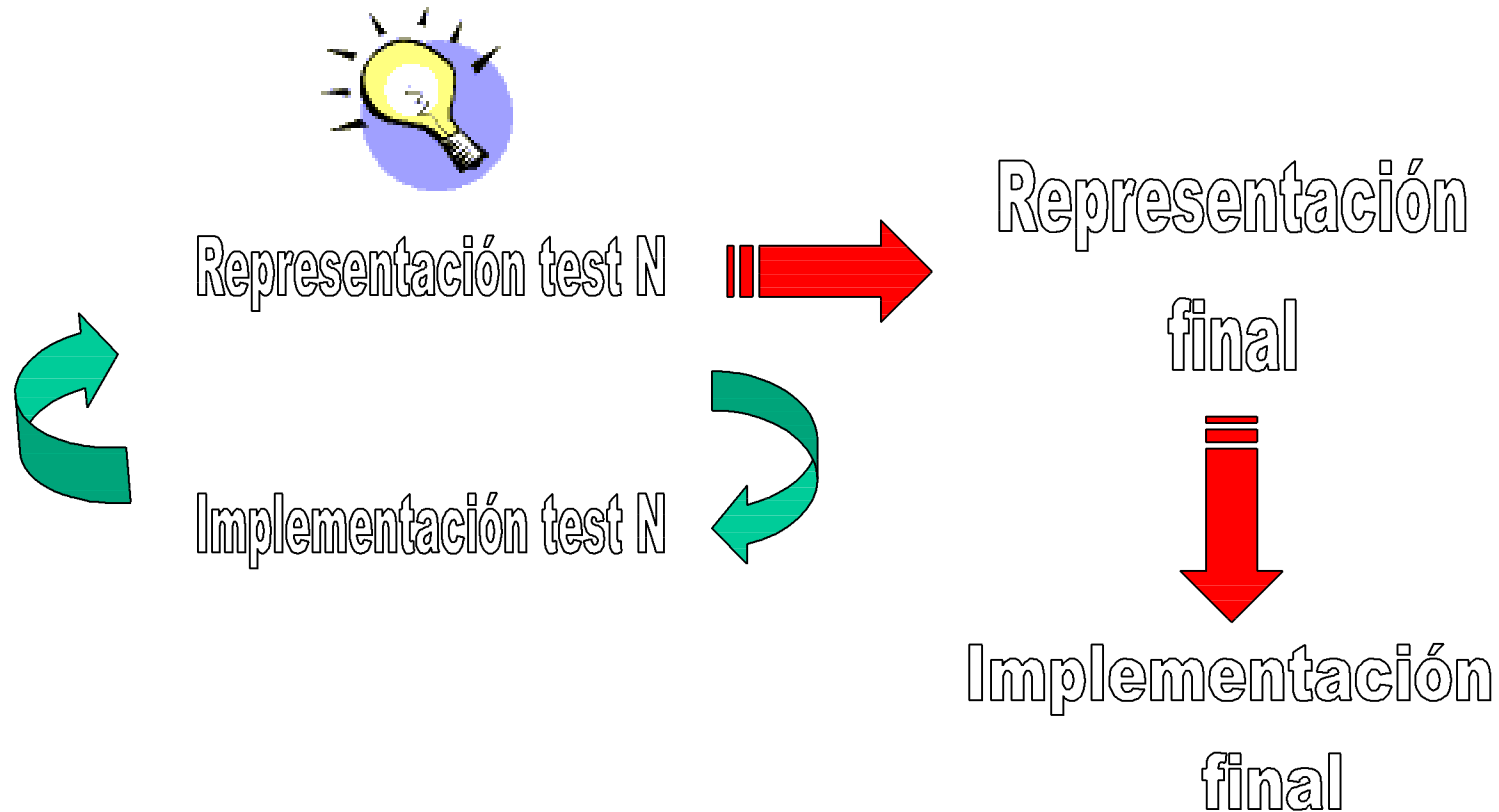 Representación test N
Implementación test N
Representación
final
Implementación
final